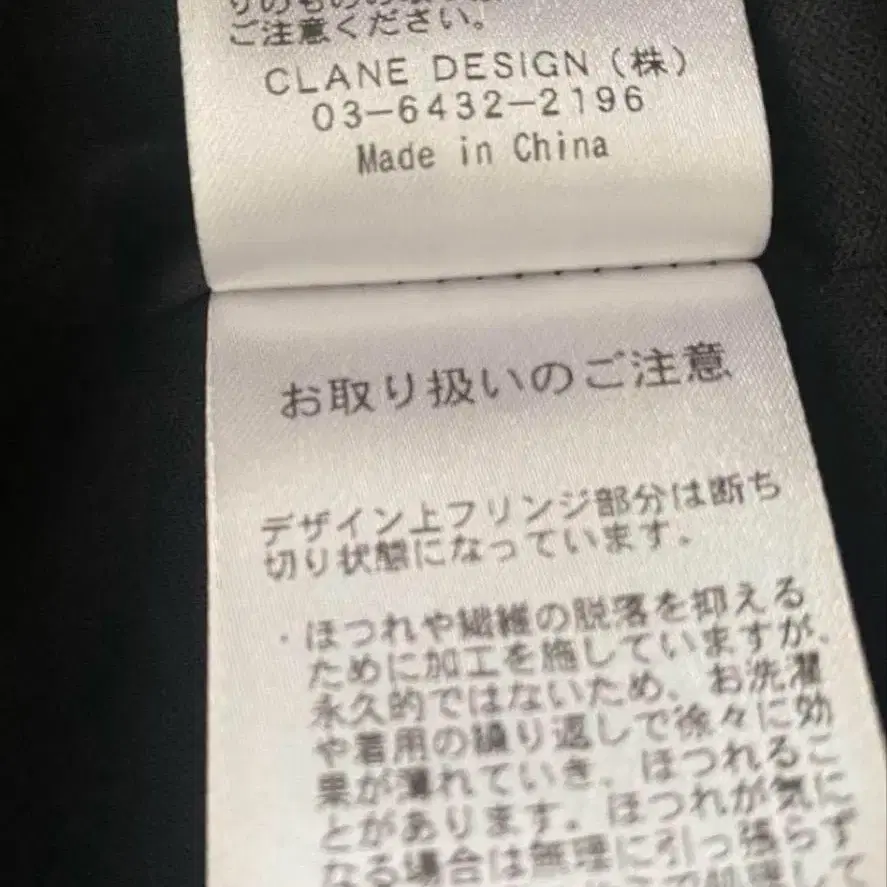 ご注意ください。
CLANE DESIGN(株)
03-6432-2196
Made in China
お取り扱いのご注意
デザイン上フリンジ部分は断ち
切り状態になっています。
・ほつれや繊維の脱落を抑える
ために加工を施していますが、
永久的ではないため、お洗濯
や着用の繰り返しで徐々に効
果が薄れていき、ほつれるこ
とがあります。ほつれが気に
なる場合は無理に引っ張らず